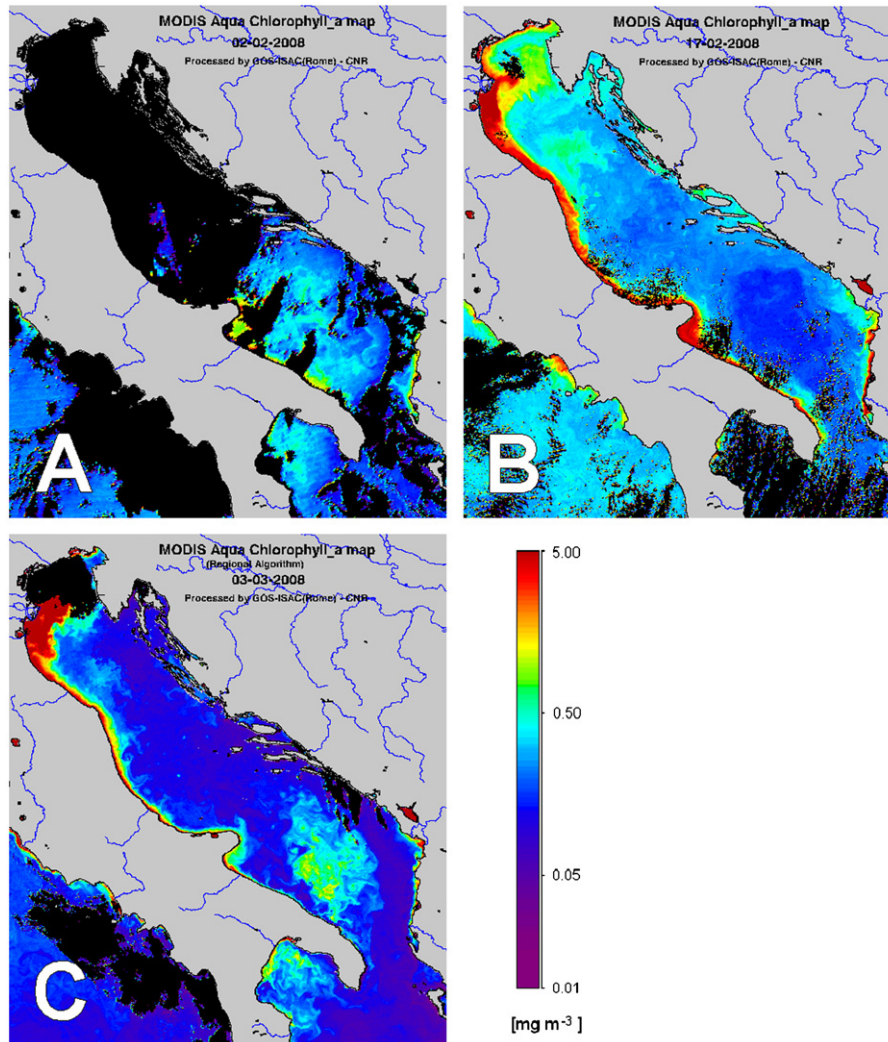 MODIS Aqua Chlorophyll_a map
02-02-2008
Processed by GOS-ISAC(Rome) - CNR
A
MODIS Aqua Chlorophyll_a map
17-02-2008
Processed by GOS-ISAC(Rome) - CNR
B
MODIS Aqua Chlorophyll_a map
(Regional Algorithm)
03-03-2008
Processed by GOS-ISAC(Rome) - CNR
C
5.00
0.50
0.05
0.01
[mg m⁻³ ]